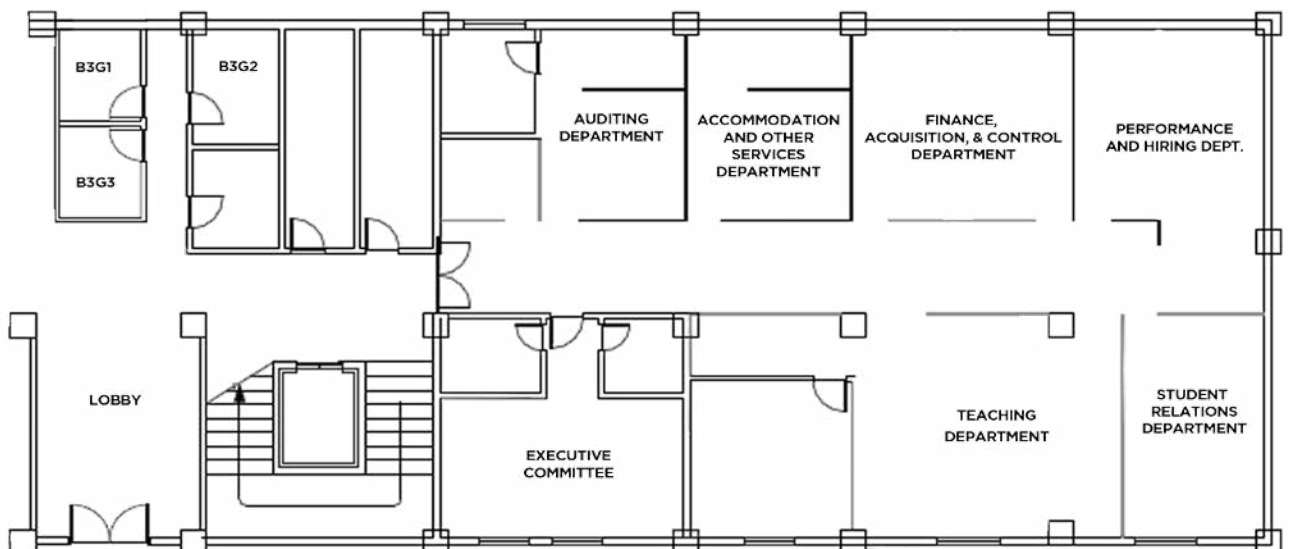 B3G1
B3G2
B3G3
AUDITING
DEPARTMENT
ACCOMMODATION
AND OTHER
SERVICES
DEPARTMENT
FINANCE,
ACQUISITION, & CONTROL
DEPARTMENT
PERFORMANCE
AND HIRING DEPT.
LOBBY
EXECUTIVE
COMMITTEE
TEACHING
DEPARTMENT
STUDENT
RELATIONS
DEPARTMENT